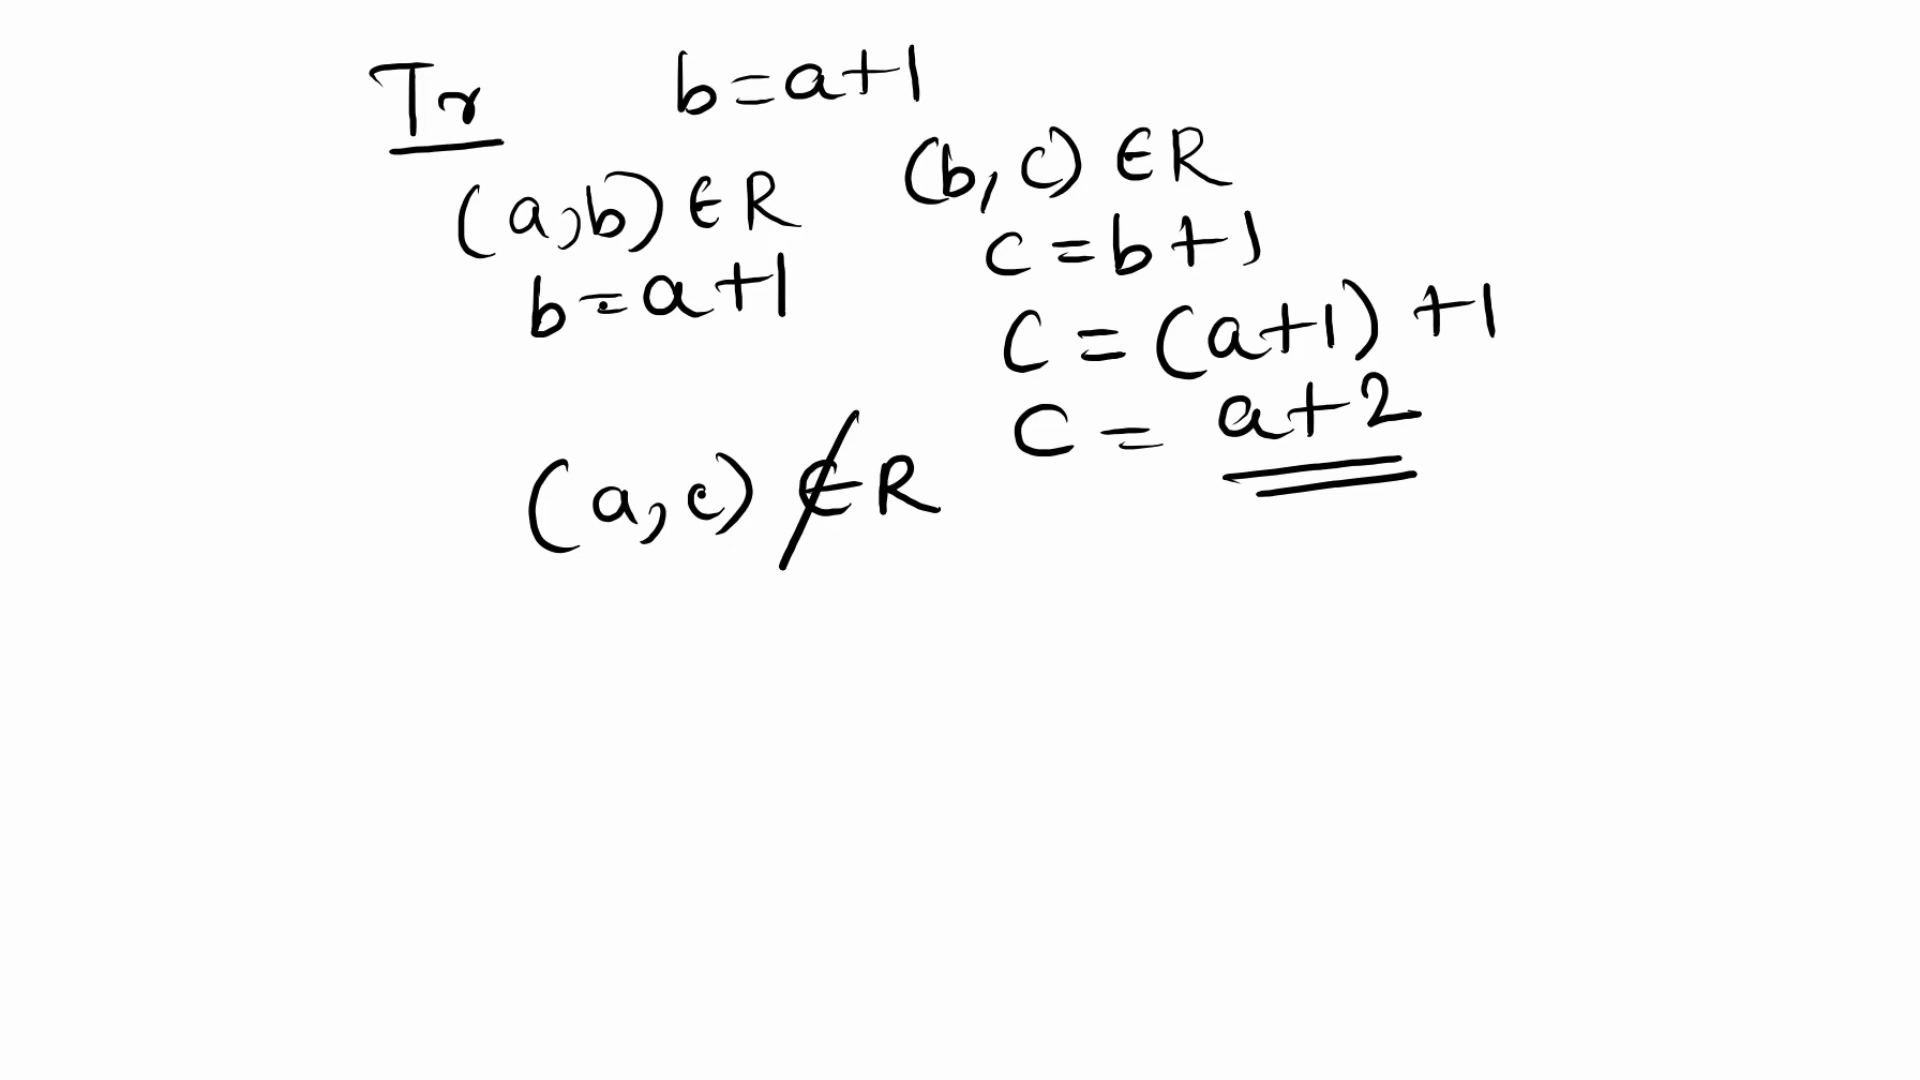 Tr b=a+1
(a,b) ∈ R (b,c) ∈ R
b=a+1 c=b+1
c=(a+1)+1
c=a+2
(a,c) ∉ R